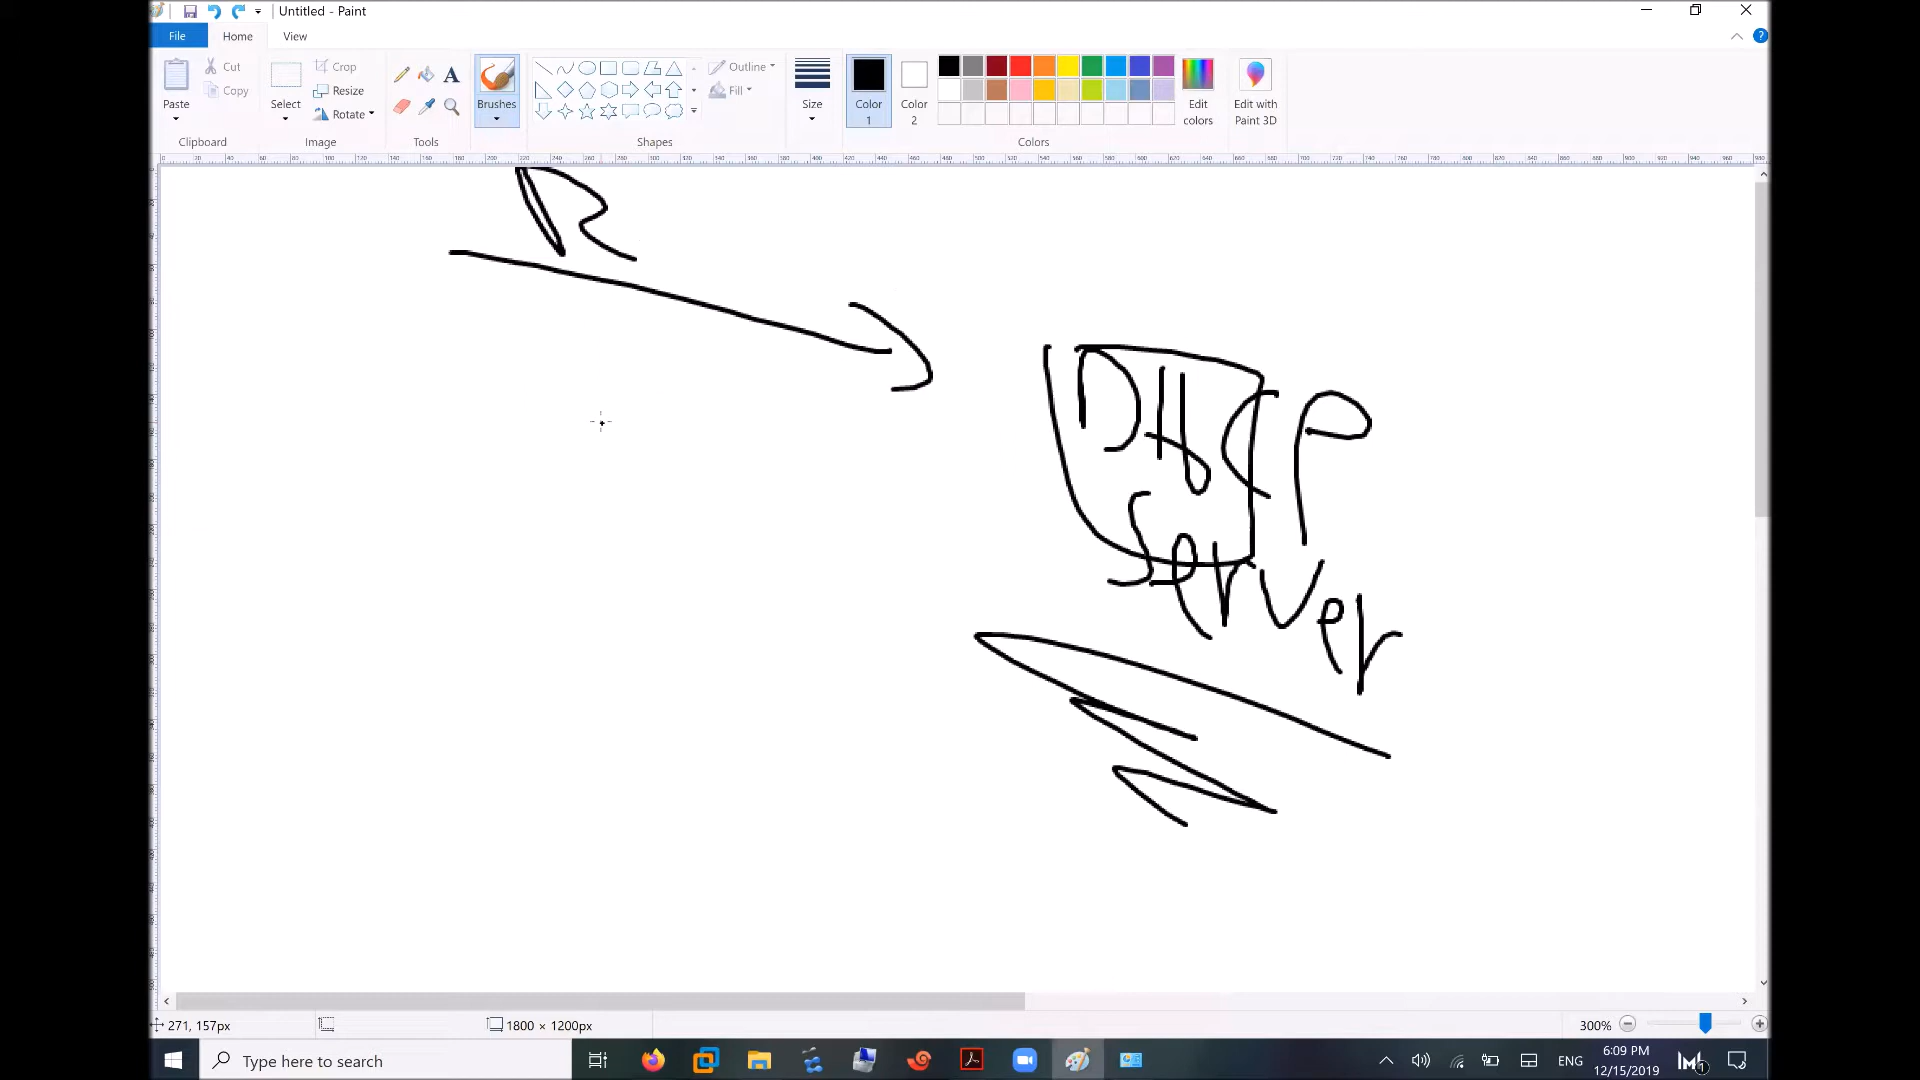 Untitled - Paint
File
Home
View
Cut
Copy
Paste
Clipboard
Crop
Resize
Rotate
Select
Image
A
Tools
Brushes
Outline
Fill
Shapes
Size
Color
1
Color
2
Edit
colors
Colors
Edit with
Paint 3D
R
DHCP
Server
271, 157px
1800 × 1200px
300%
Type here to search
ENG
6:09 PM
12/15/2019